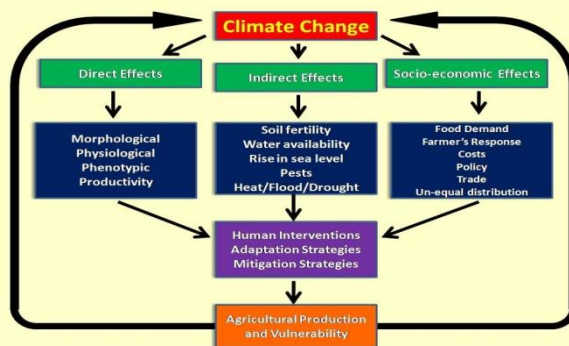 Climate Change
Direct Effects
Indirect Effects
Socio-economic Effects
Morphological
Physiological
Phenotypic
Productivity
Soil fertility
Water availability
Rise in sea level
Pests
Heat/Flood/Drought
Food Demand
Farmer's Response
Costs
Policy
Trade
Un-equal distribution
Human Interventions
Adaptation Strategies
Mitigation Strategies
Agricultural Production
and Vulnerability